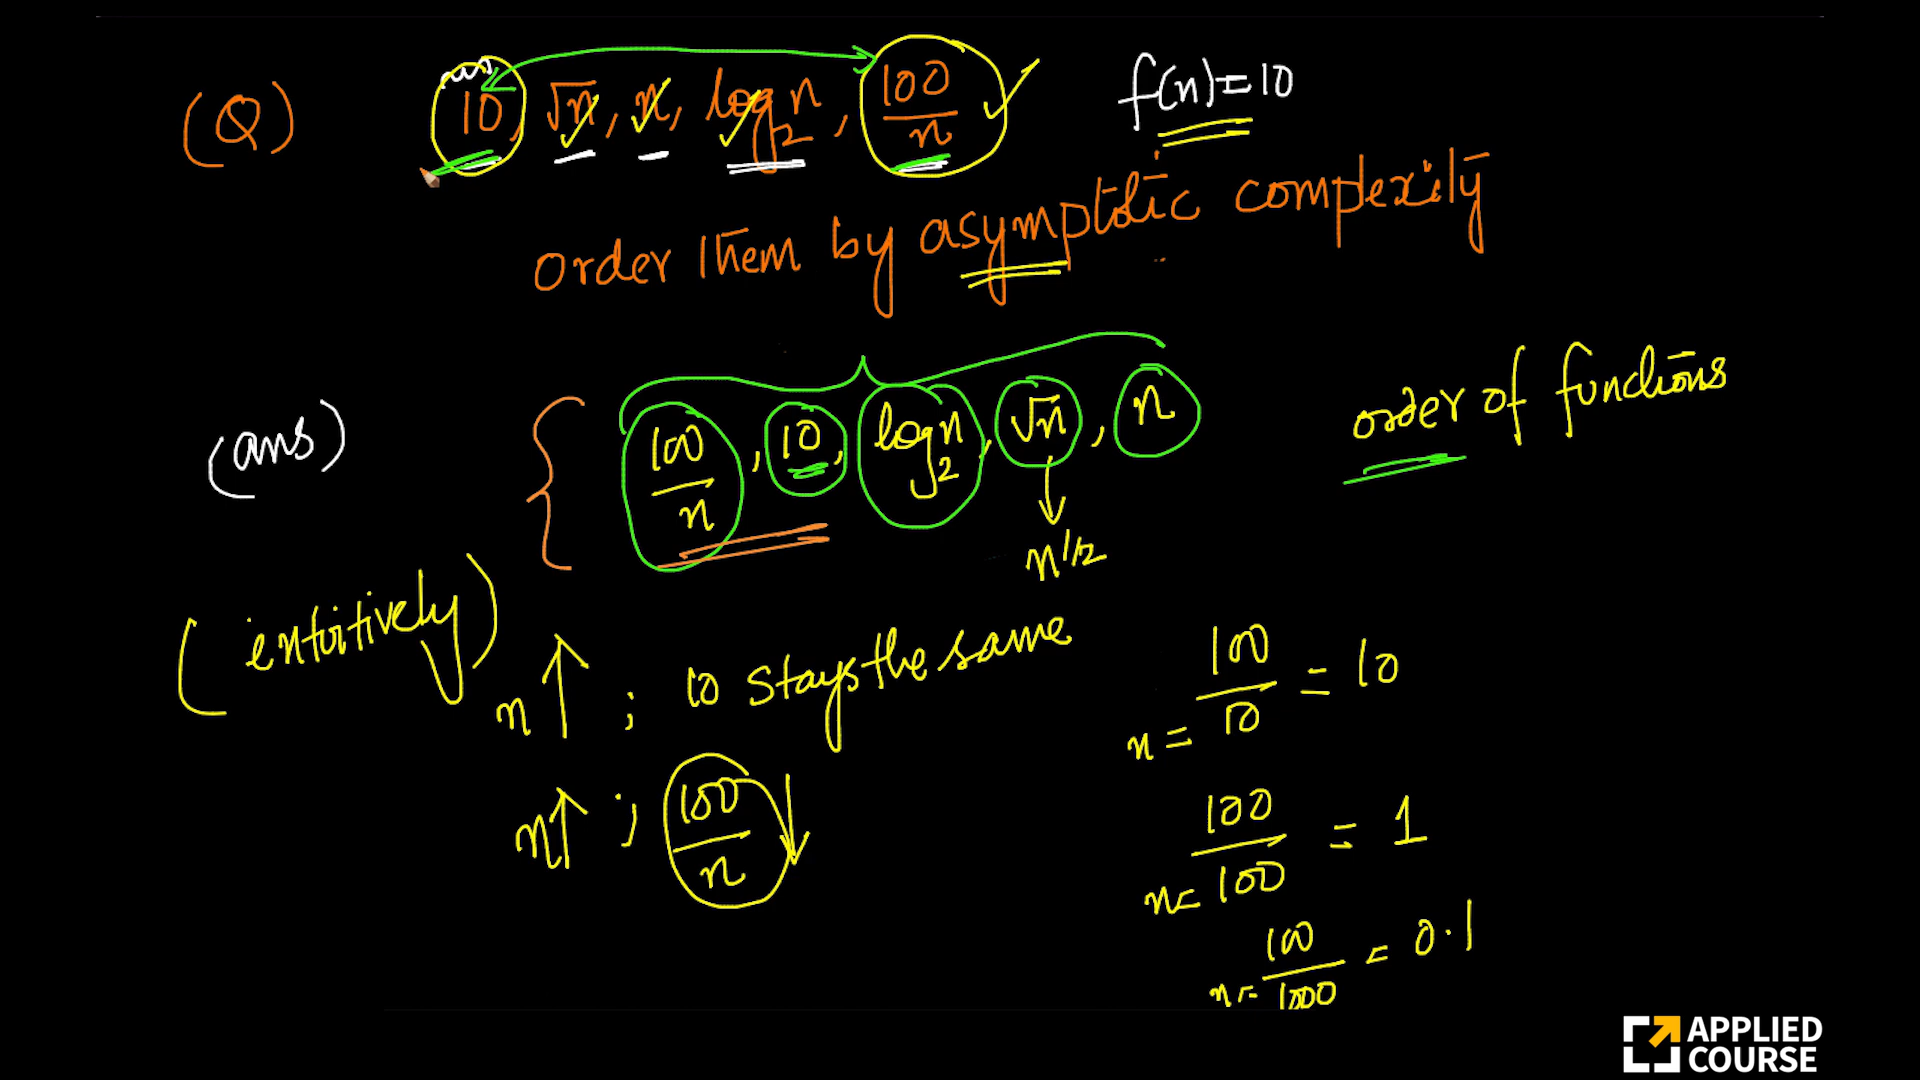 (Q) 10, √n, n, log₂n, 100/n f(n)=10
order them by asymptotic complexity
(ans) { 100/n, 10, log₂n, √n, n order of functions
n^1/2
(intuitively) n↑ ; 10 stays the same
n↑ ; 100/n ↓
n = 100/10 = 10
n = 100/100 = 1
n = 100/1000 = 0.1
APPLIED
COURSE